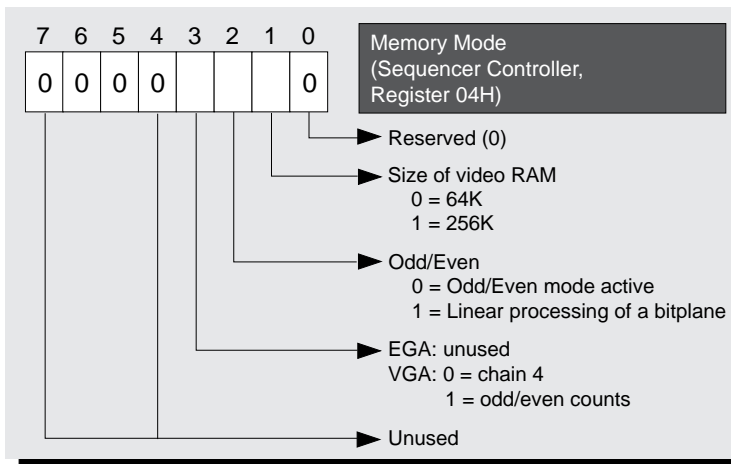 7 6 5 4 3 2 1 0
0 0 0 0 0
Memory Mode
(Sequencer Controller,
Register 04H)
Reserved (0)
Size of video RAM
0 = 64K
1 = 256K
Odd/Even
0 = Odd/Even mode active
1 = Linear processing of a bitplane
EGA: unused
VGA: 0 = chain 4
1 = odd/even counts
Unused